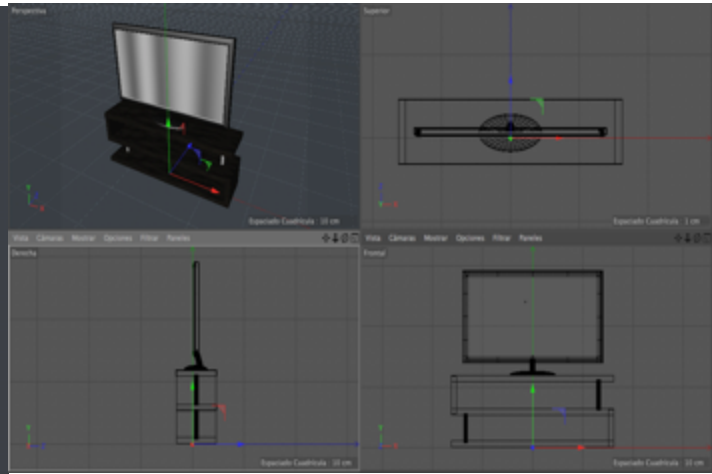 Perspectiva
Superior
Espaciado Cuadrícula : 10 cm
Espaciado Cuadrícula : 1 cm
Vista Cámaras Mostrar Opciones Filtrar Paneles
Vista Cámaras Mostrar Opciones Filtrar Paneles
Derecha
Frontal
Y
X
Espaciado Cuadrícula : 10 cm
Espaciado Cuadrícula : 10 cm